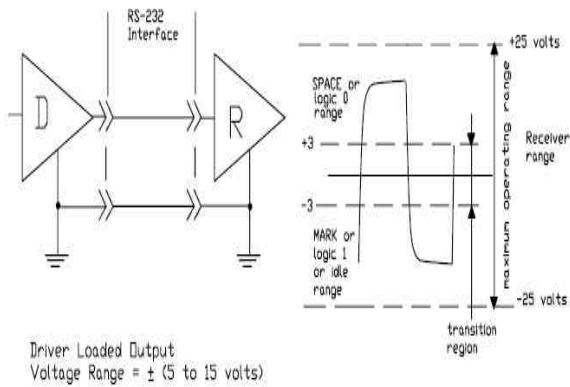 RS-232
Interface
D
R
+25 volts
SPACE or
logic 0
range
+3
-3
MARK or
logic 1
or idle
range
maximum operating range
Receiver
range
-25 volts
transition
region
Driver Loaded Output
Voltage Range = ± (5 to 15 volts)